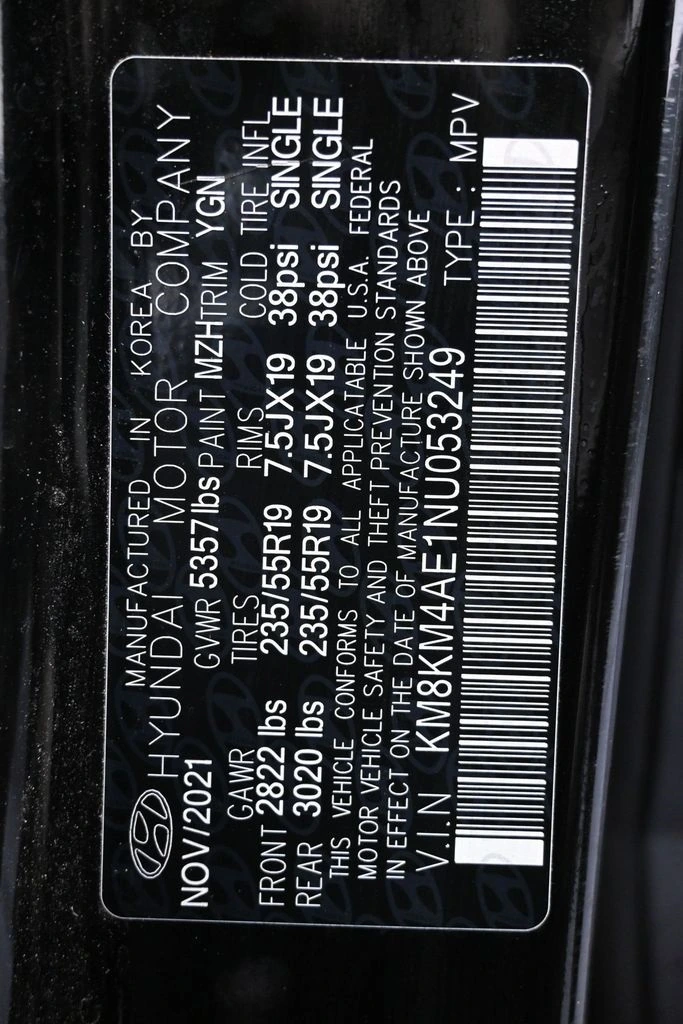 MANUFACTURED IN KOREA BY
HYUNDAI MOTOR COMPANY
NOV/2021 GVWR 5357 lbs PAINT MZH TRIM YGN
GAWR TIRES RIMS COLD TIRE INFL
FRONT 2822 lbs 235/55R19 7.5JX19 38psi SINGLE
REAR 3020 lbs 235/55R19 7.5JX19 38psi SINGLE
THIS VEHICLE CONFORMS TO ALL APPLICATABLE U.S.A. FEDERAL
MOTOR VEHICLE SAFETY AND THEFT PREVENTION STANDARDS
IN EFFECT ON THE DATE OF MANUFACTURE SHOWN ABOVE
V.I.N KM8KM4AE1NU053249 TYPE : MPV